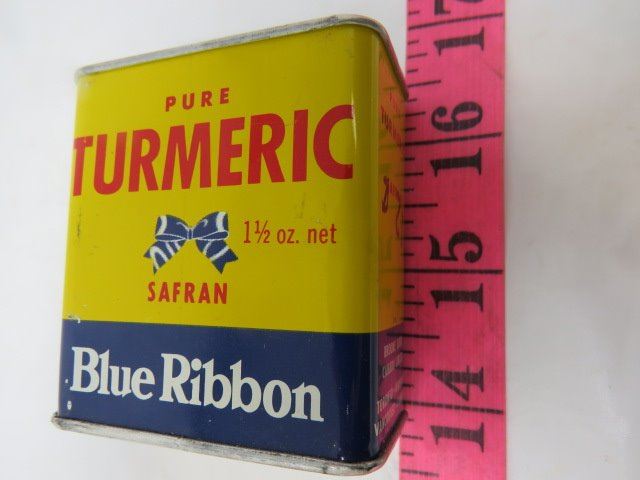 PURE
TURMERIC
1½ oz. net
SAFRAN
Blue Ribbon
17
16
15
14